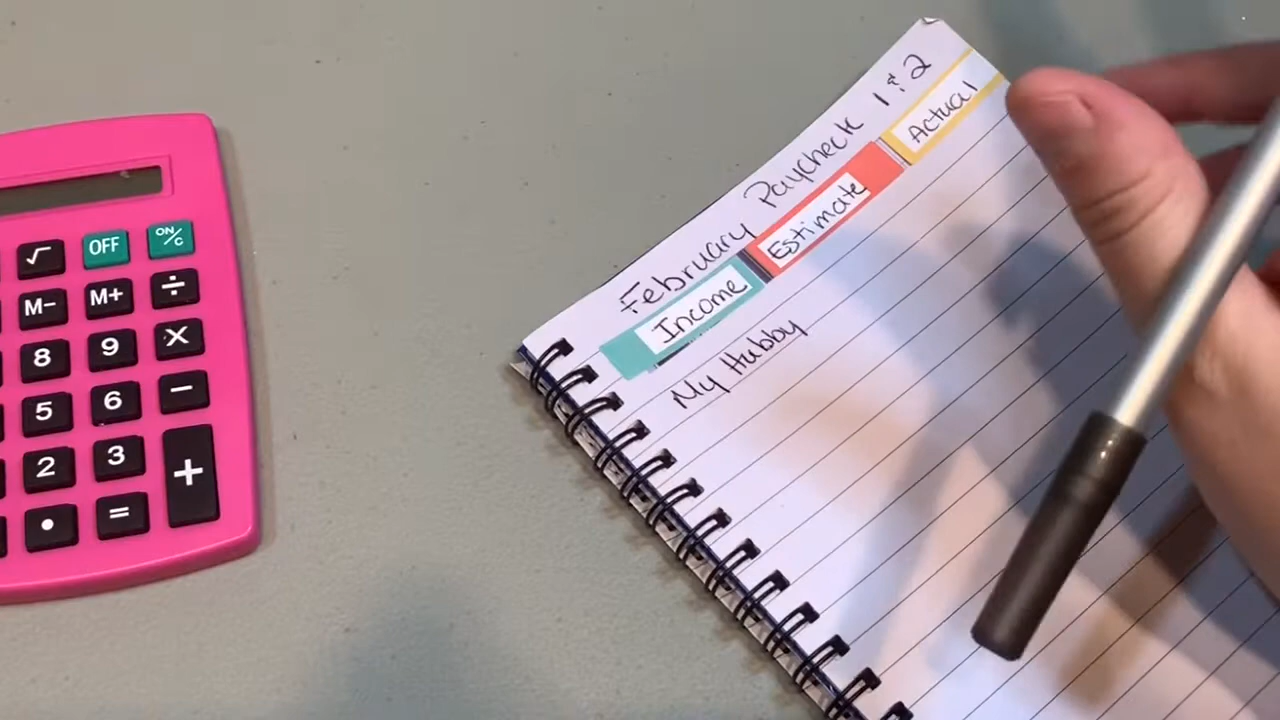 February Paycheck 1 & 2
Income Estimate Actual
My Hubby
√ OFF ON/C
M- M+ ÷
8 9 X
5 6 −
2 3 +
• =